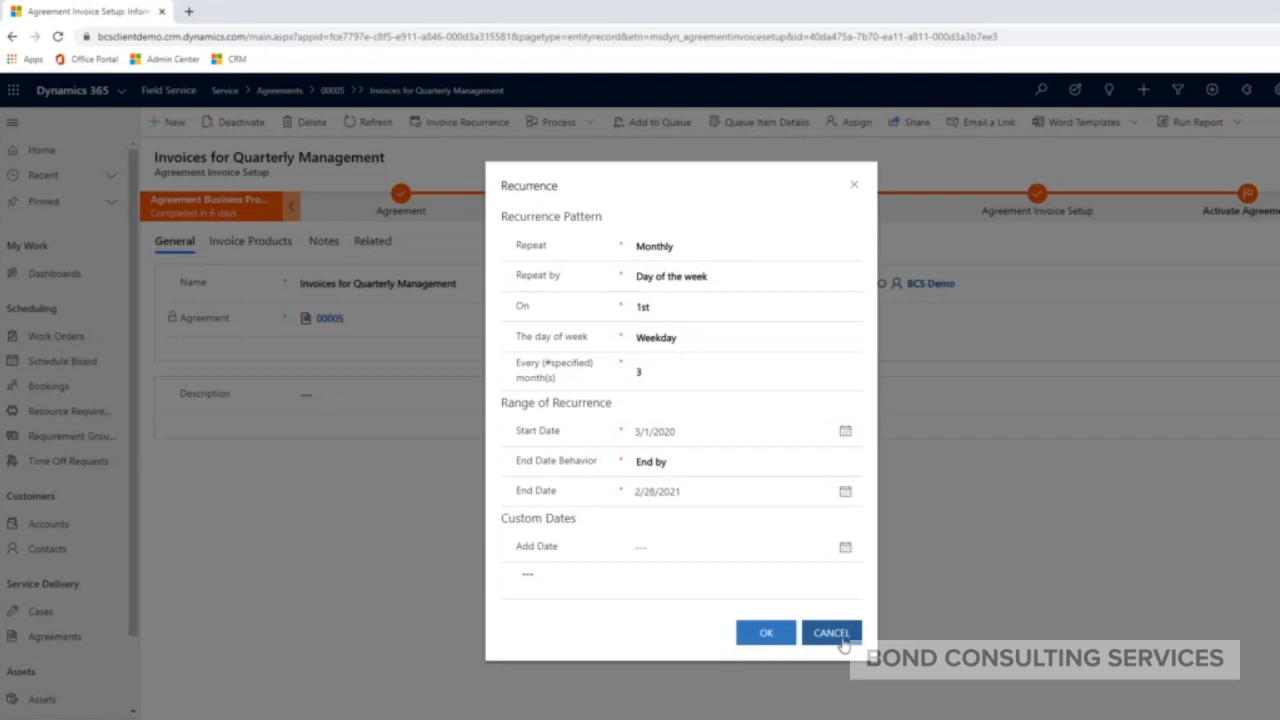 Agreement Invoice Setup: Inform
bcsclientdemo.crm.dynamics.com/main.aspx?appid=fce7797e-c8f5-e911-a846-000d3a315581&pagetype=entityrecord&etn=msdyn_agreementinvoicesetup&id=40da475a-7b70-ea11-a811-000d3a3b7ee3
Apps Office Portal Admin Center CRM
Dynamics 365 Field Service Service > Agreements > 00005 >> Invoices for Quarterly Management
New Deactivate Delete Refresh Invoice Recurrence Process Add to Queue Queue Item Details Assign Share Email a Link Word Templates Run Report
Home
Recent
Pinned
My Work
Dashboards
Scheduling
Work Orders
Schedule Board
Bookings
Resource Require...
Requirement Grou...
Time Off Requests
Customers
Accounts
Contacts
Service Delivery
Cases
Agreements
Assets
Assets
Invoices for Quarterly Management
Agreement Invoice Setup
Agreement Business Pro...
Completed in 6 days
Agreement
Agreement Invoice Setup
Activate Agreeme
General Invoice Products Notes Related
Name * Invoices for Quarterly Management
BCS Demo
Agreement * 00005
Description ---
Recurrence
Recurrence Pattern
Repeat * Monthly
Repeat by * Day of the week
On * 1st
The day of week * Weekday
Every (#specified) * 3
month(s)
Range of Recurrence
Start Date * 3/1/2020
End Date Behavior * End by
End Date * 2/28/2021
Custom Dates
Add Date ---
---
OK CANCEL
BOND CONSULTING SERVICES